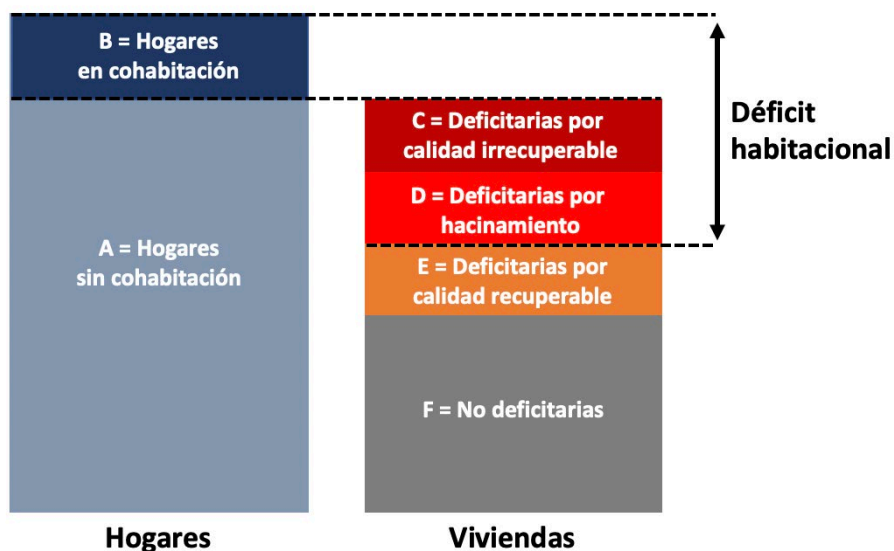 B = Hogares
en cohabitación
A = Hogares
sin cohabitación
Hogares
C = Deficitarias por
calidad irrecuperable
D = Deficitarias por
hacinamiento
E = Deficitarias por
calidad recuperable
F = No deficitarias
Viviendas
Déficit
habitacional